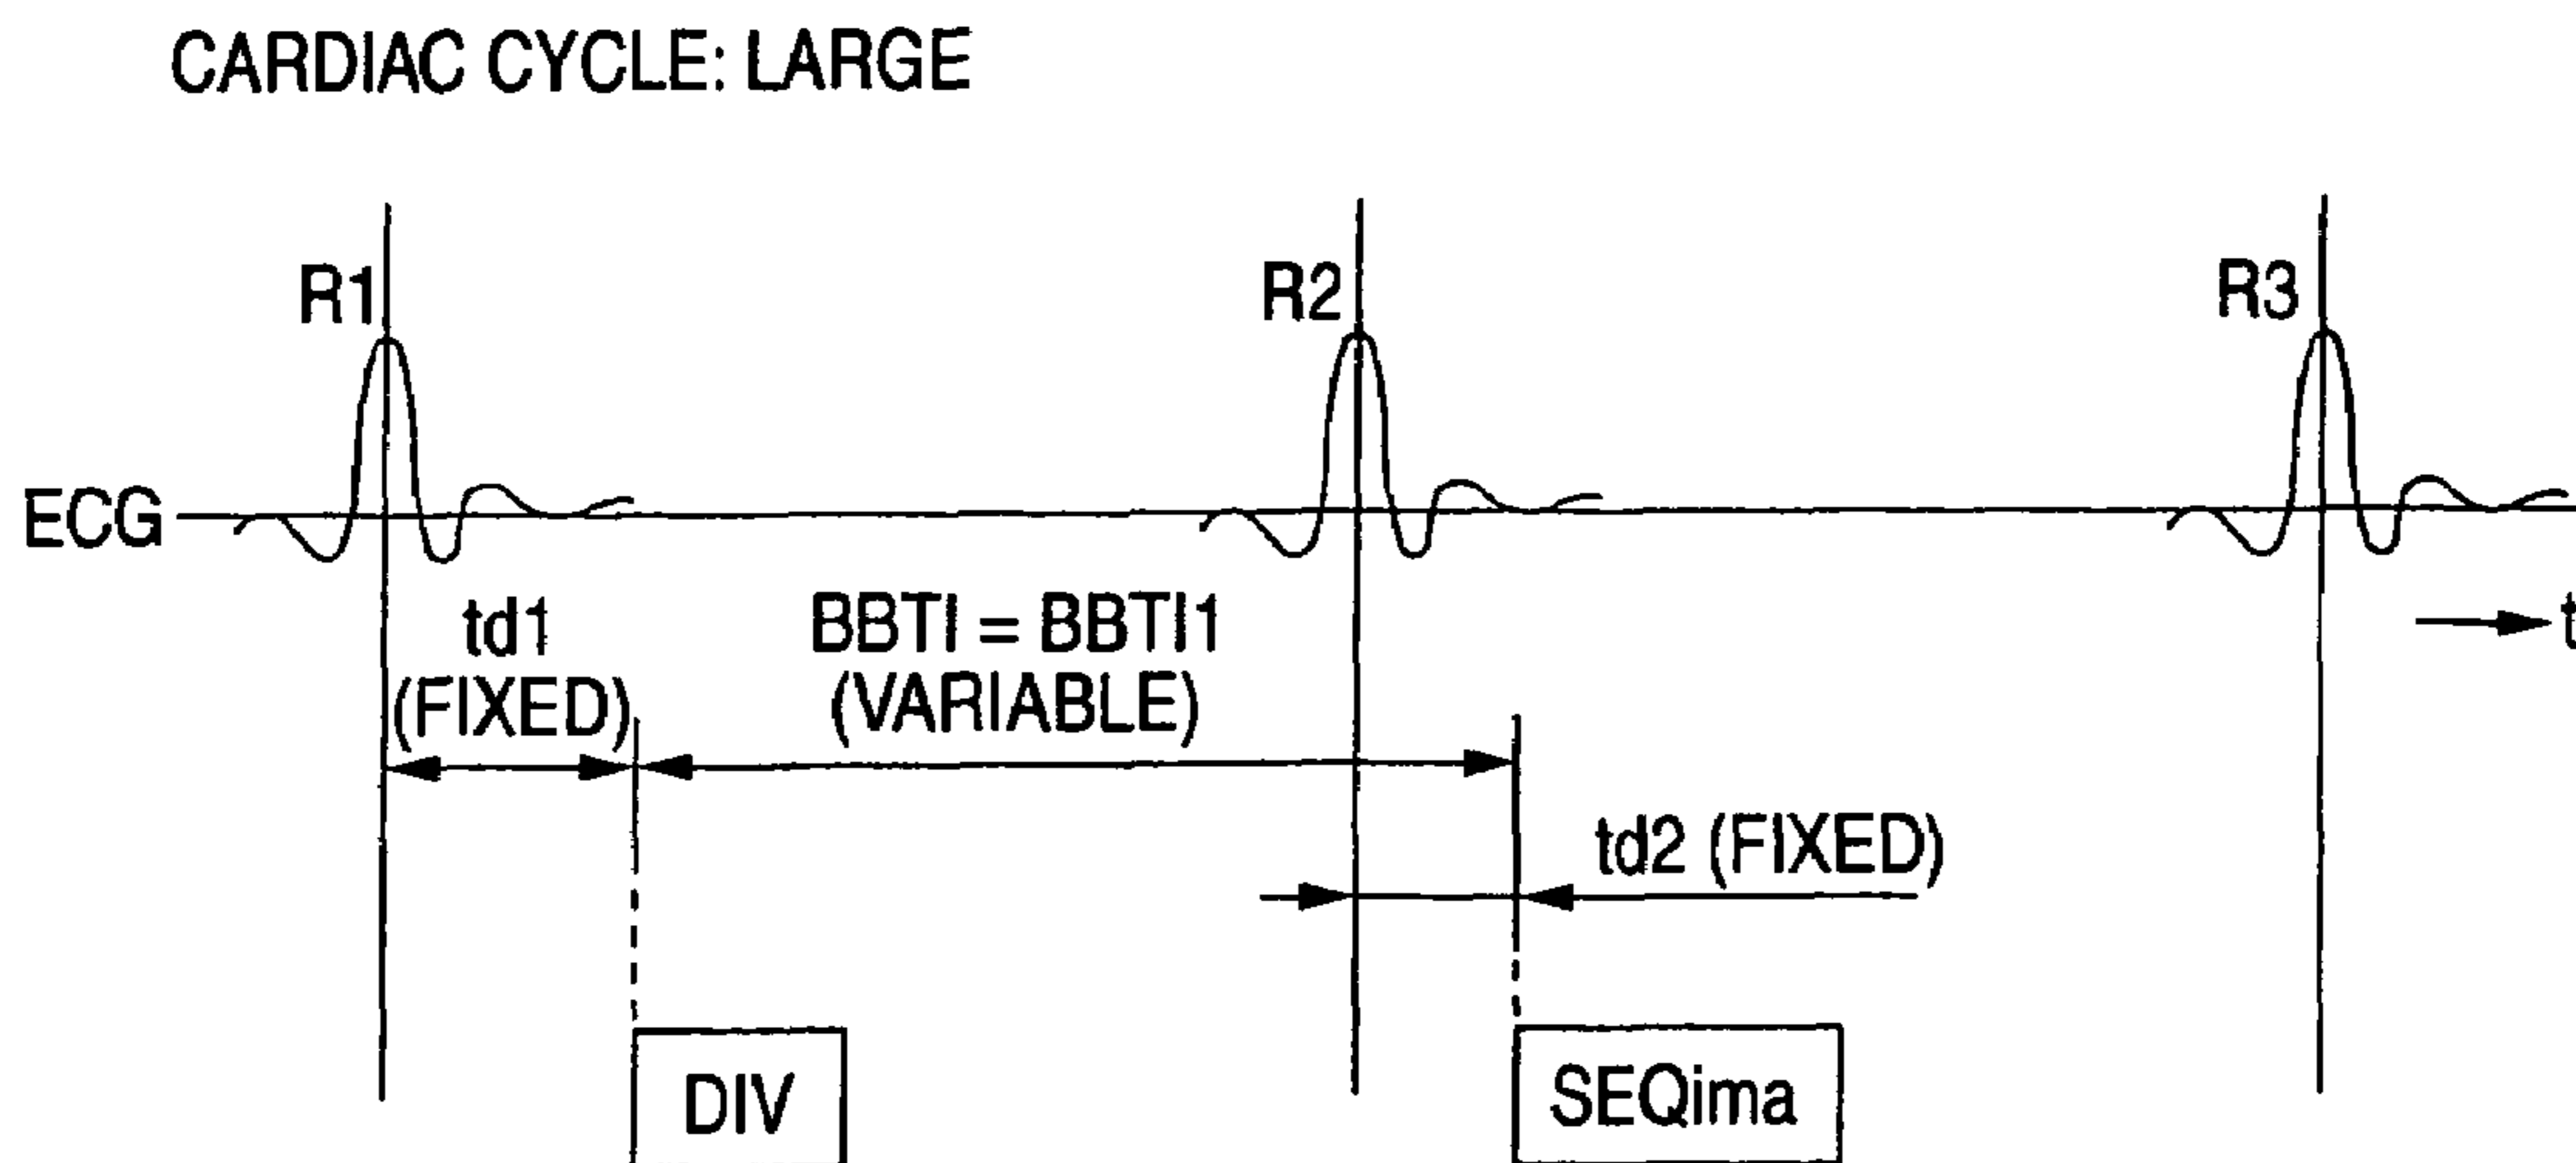 CARDIAC CYCLE: LARGE
R1
R2
R3
ECG
td1
(FIXED)
BBTI = BBTI1
(VARIABLE)
t
td2 (FIXED)
DIV
SEQima